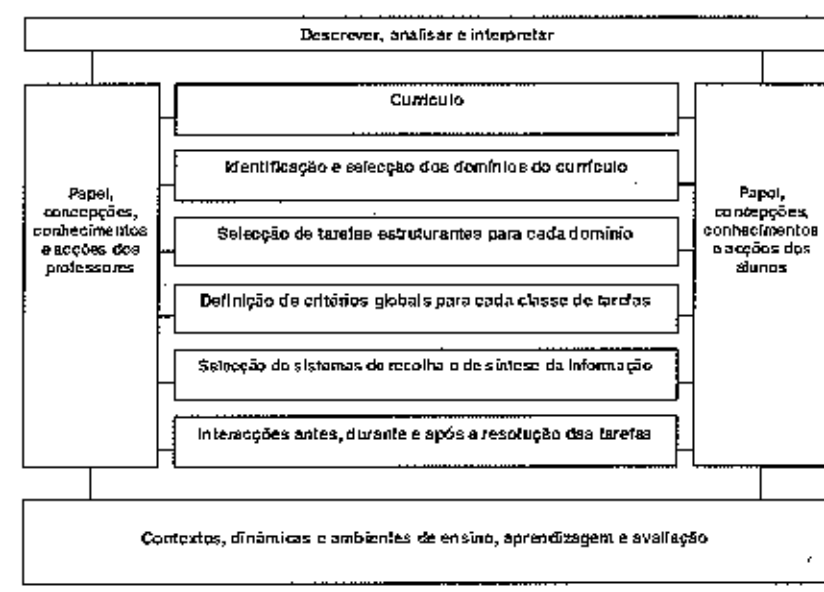 Descrever, analisar e interpretar
Currículo
Identificação e selecção dos domínios do currículo
Papel,
concepções,
conhecimentos
e acções dos
professores
Selecção de tarefas estruturantes para cada domínio
Papel,
concepções,
conhecimentos
e acções dos
alunos
Definição de critérios globais para cada classe de tarefas
Selecção de sistemas de recolha e de síntese da informação
Interacções antes, durante e após a resolução das tarefas
Contextos, dinâmicas e ambientes de ensino, aprendizagem e avaliação